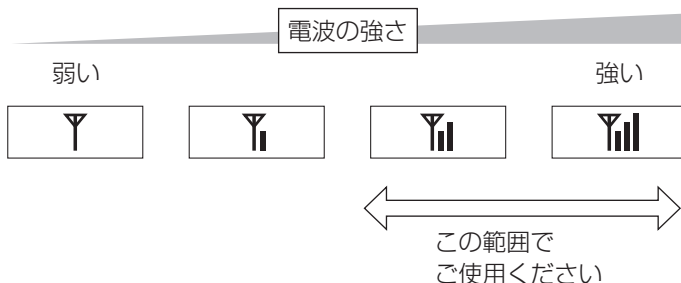 電波の強さ
弱い
強い
この範囲で
ご使用ください